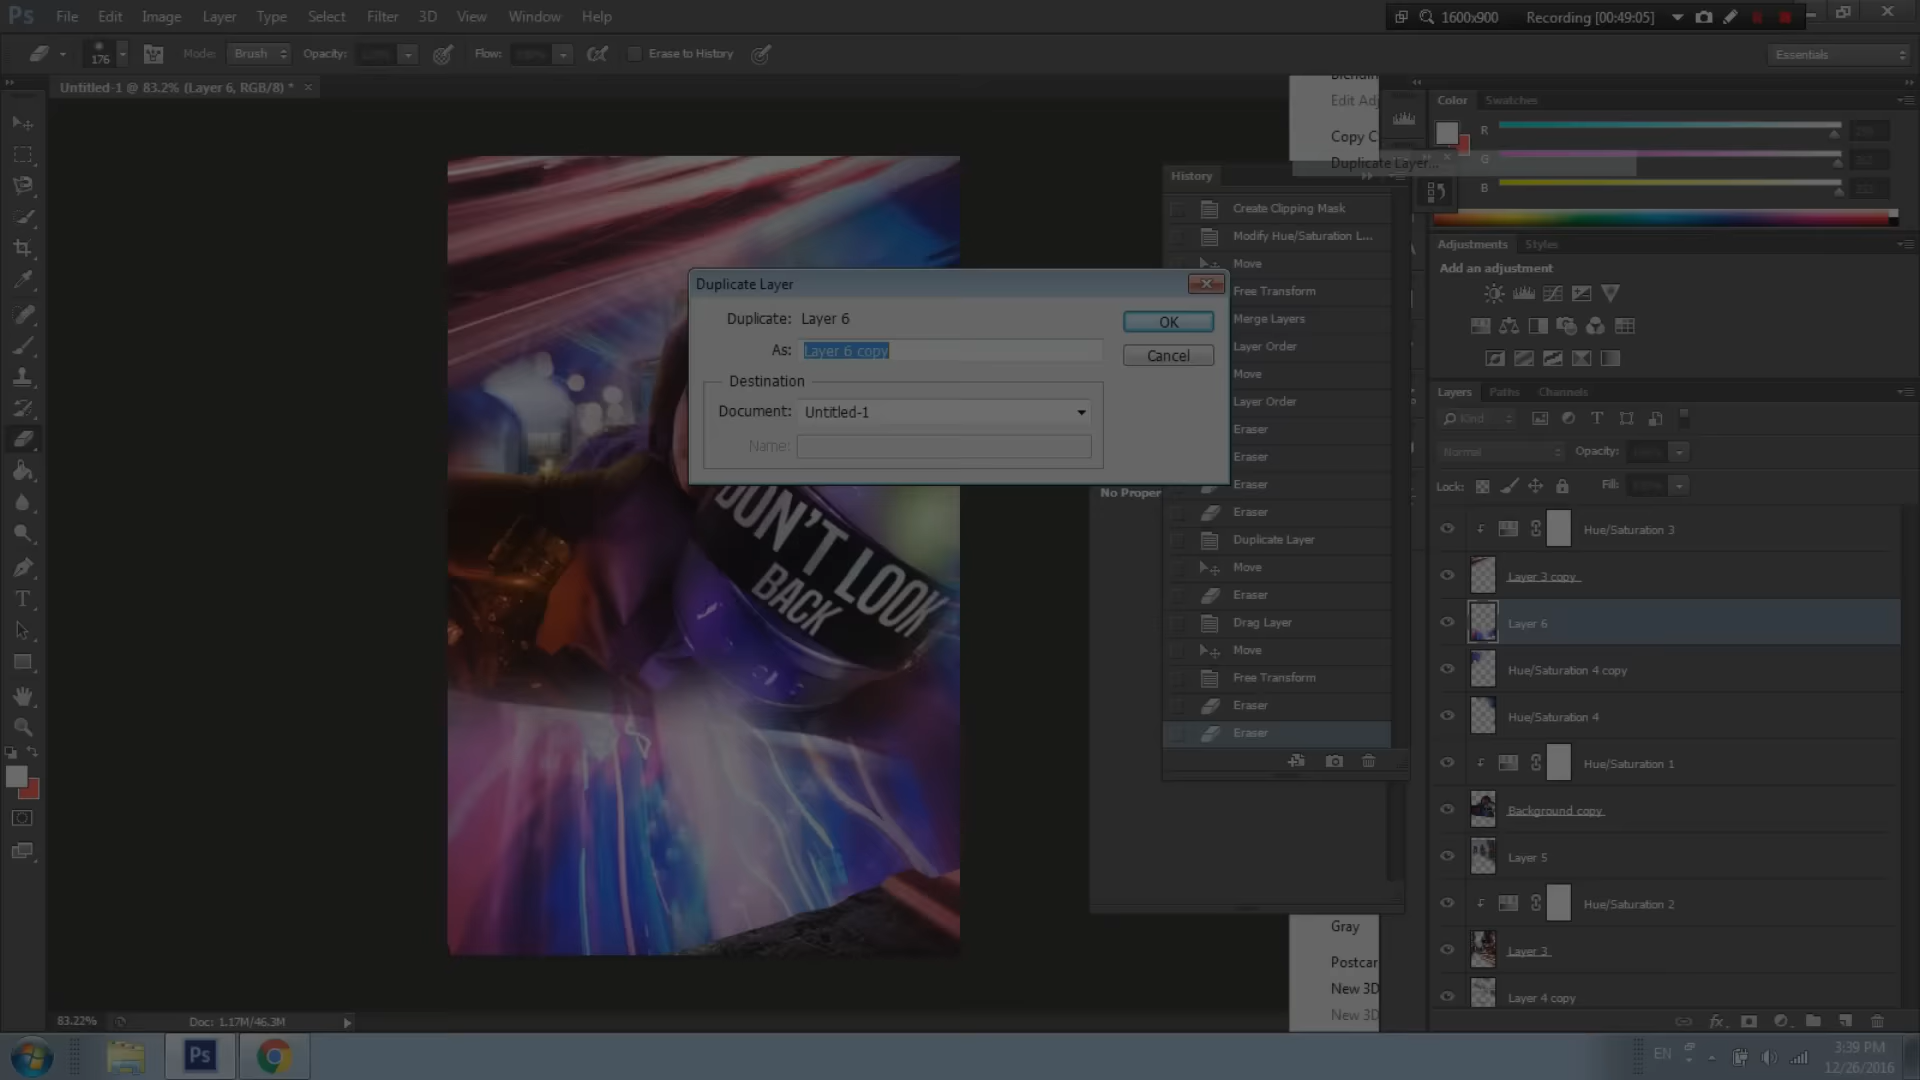 Ps File Edit Image Layer Type Select Filter 3D View Window Help
1600x900 Recording [00:49:05]
176 Mode: Brush Opacity: Flow: Erase to History
Essentials
Untitled-1 @ 83.2% (Layer 6, RGB/8) *
Edit Adj
Copy C
Duplicate Layer...
Color Swatches
R
G
B
History
Create Clipping Mask
Modify Hue/Saturation L...
Move
Free Transform
Merge Layers
Layer Order
Move
Layer Order
Eraser
Eraser
Eraser
Eraser
Duplicate Layer
Move
Eraser
Drag Layer
Move
Free Transform
Eraser
Eraser
Duplicate Layer
Duplicate: Layer 6
As: Layer 6 copy
Destination
Document: Untitled-1
Name:
OK
Cancel
DON'T LOOK
BACK
No Proper
Adjustments Styles
Add an adjustment
Layers Paths Channels
Kind
Normal Opacity:
Lock: Fill:
Hue/Saturation 3
Layer 3 copy
Layer 6
Hue/Saturation 4 copy
Hue/Saturation 4
Hue/Saturation 1
Background copy
Layer 5
Hue/Saturation 2
Layer 3
Layer 4 copy
Gray
Postcar
New 3D
New 3D
83.22% Doc: 1.17M/46.3M
Ps
EN
3:39 PM
12/26/2016